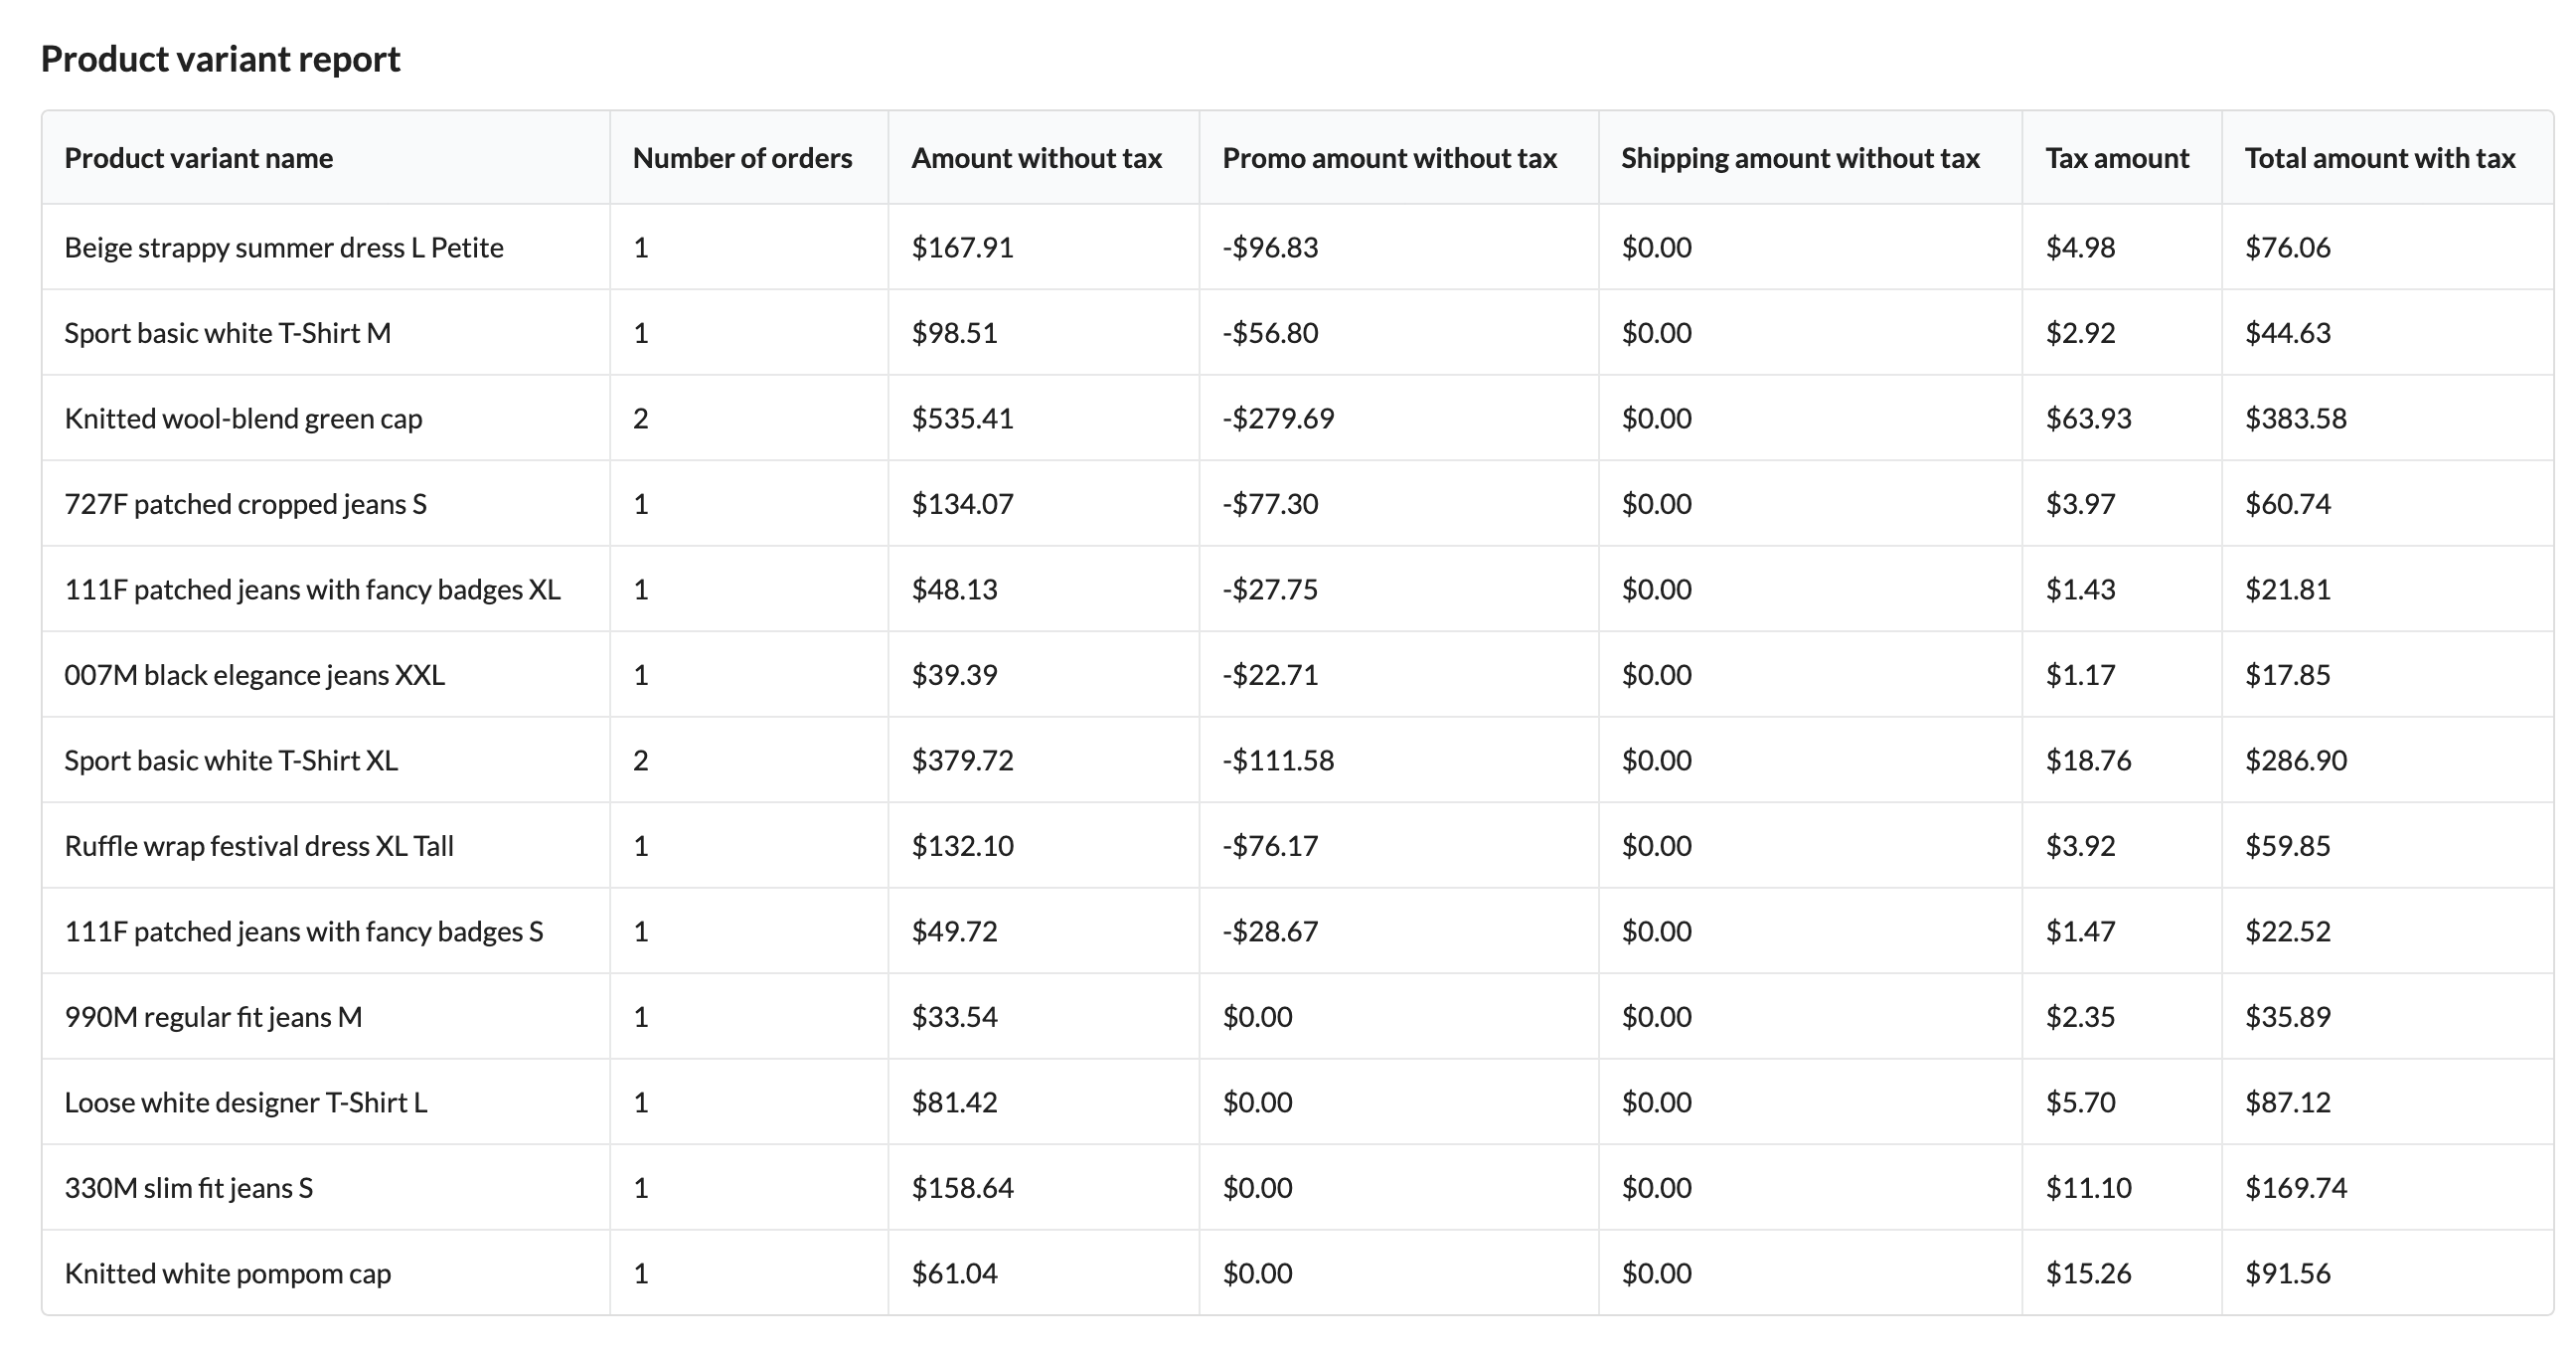 Product variant report
Product variant name Number of orders Amount without tax Promo amount without tax Shipping amount without tax Tax amount Total amount with tax
Beige strappy summer dress L Petite 1 $167.91 -$96.83 $0.00 $4.98 $76.06
Sport basic white T-Shirt M 1 $98.51 -$56.80 $0.00 $2.92 $44.63
Knitted wool-blend green cap 2 $535.41 -$279.69 $0.00 $63.93 $383.58
727F patched cropped jeans S 1 $134.07 -$77.30 $0.00 $3.97 $60.74
111F patched jeans with fancy badges XL 1 $48.13 -$27.75 $0.00 $1.43 $21.81
007M black elegance jeans XXL 1 $39.39 -$22.71 $0.00 $1.17 $17.85
Sport basic white T-Shirt XL 2 $379.72 -$111.58 $0.00 $18.76 $286.90
Ruffle wrap festival dress XL Tall 1 $132.10 -$76.17 $0.00 $3.92 $59.85
111F patched jeans with fancy badges S 1 $49.72 -$28.67 $0.00 $1.47 $22.52
990M regular fit jeans M 1 $33.54 $0.00 $0.00 $2.35 $35.89
Loose white designer T-Shirt L 1 $81.42 $0.00 $0.00 $5.70 $87.12
330M slim fit jeans S 1 $158.64 $0.00 $0.00 $11.10 $169.74
Knitted white pompom cap 1 $61.04 $0.00 $0.00 $15.26 $91.56